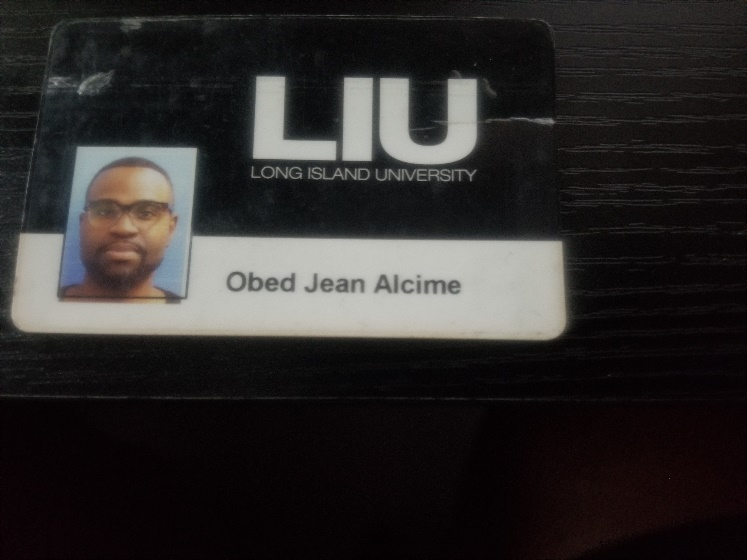 LIU
LONG ISLAND UNIVERSITY
Obed Jean Alcime